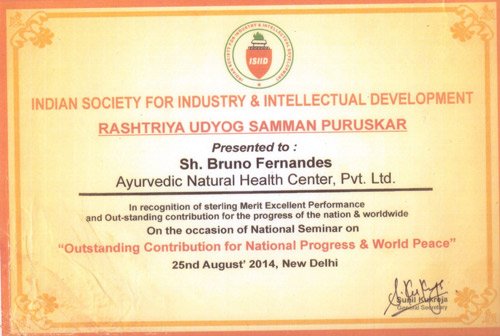 ISIID
INDIAN SOCIETY FOR INDUSTRY & INTELLECTUAL DEVELOPMENT
RASHTRIYA UDYOG SAMMAN PURUSKAR
Presented to :
Sh. Bruno Fernandes
Ayurvedic Natural Health Center, Pvt. Ltd.
In recognition of sterling Merit Excellent Performance
and Out-standing contribution for the progress of the nation & worldwide
On the occasion of National Seminar on
“Outstanding Contribution for National Progress & World Peace”
25nd August' 2014, New Delhi
Sunil Kukreja
General Secretary